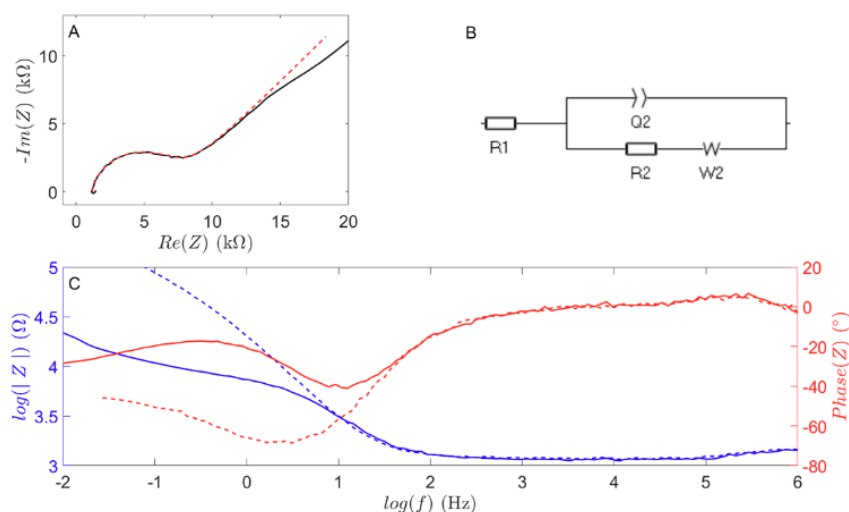 A
10
5
0
-Im(Z) (kΩ)
0 5 10 15 20
Re(Z) (kΩ)
B
Q2
R1
R2 W2
C
5
4.5
4
3.5
3
log(| Z |) (Ω)
20
0
-20
-40
-60
-80
Phase(Z) (°)
-2 -1 0 1 2 3 4 5 6
log(f) (Hz)